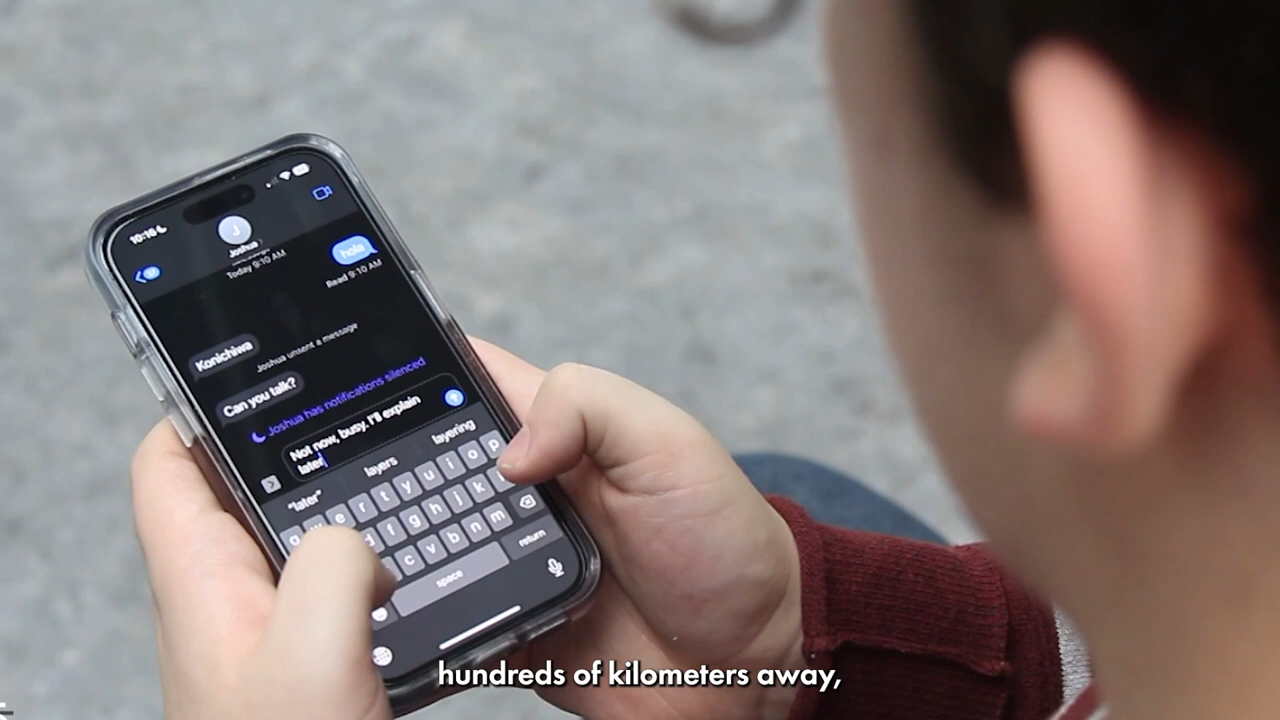 10:16
J
Joshua
Today 9:10 AM
hola
Read 9:10 AM
Konichiwa
Joshua unsent a message
Can you talk?
Joshua has notifications silenced
Not now, busy. I'll explain
later
"later"
layers
layering
e r t y u i o p
d f g h j k
c v b n m
return
space
hundreds of kilometers away,